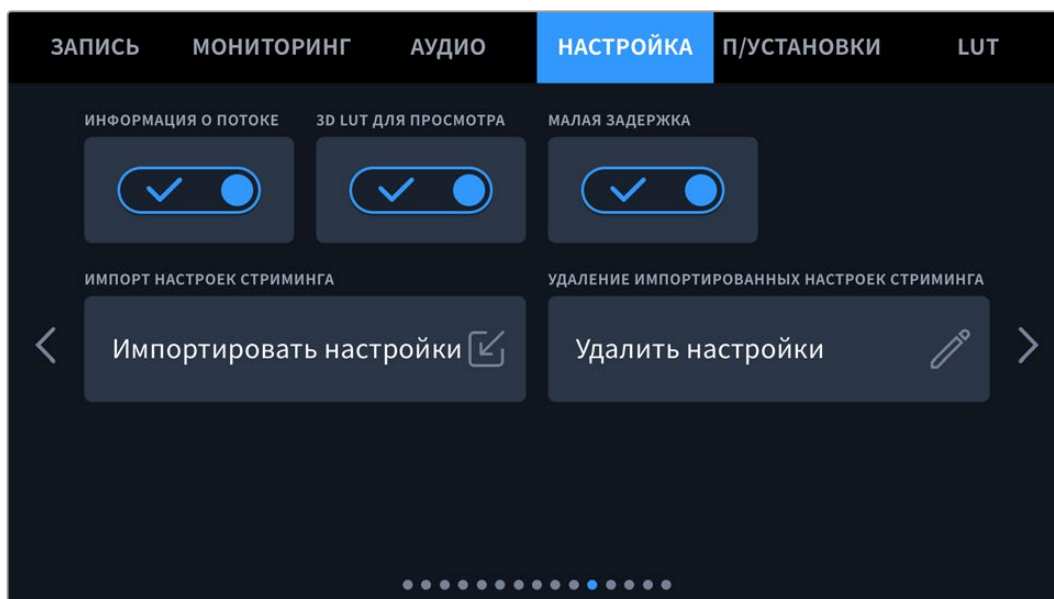 ЗАПИСЬ МОНИТОРИНГ АУДИО НАСТРОЙКА П/УСТАНОВКИ LUT
ИНФОРМАЦИЯ О ПОТОКЕ 3D LUT ДЛЯ ПРОСМОТРА МАЛАЯ ЗАДЕРЖКА
ИМПОРТ НАСТРОЕК СТРИМИНГА УДАЛЕНИЕ ИМПОРТИРОВАННЫХ НАСТРОЕК СТРИМИНГА
Импортировать настройки Удалить настройки